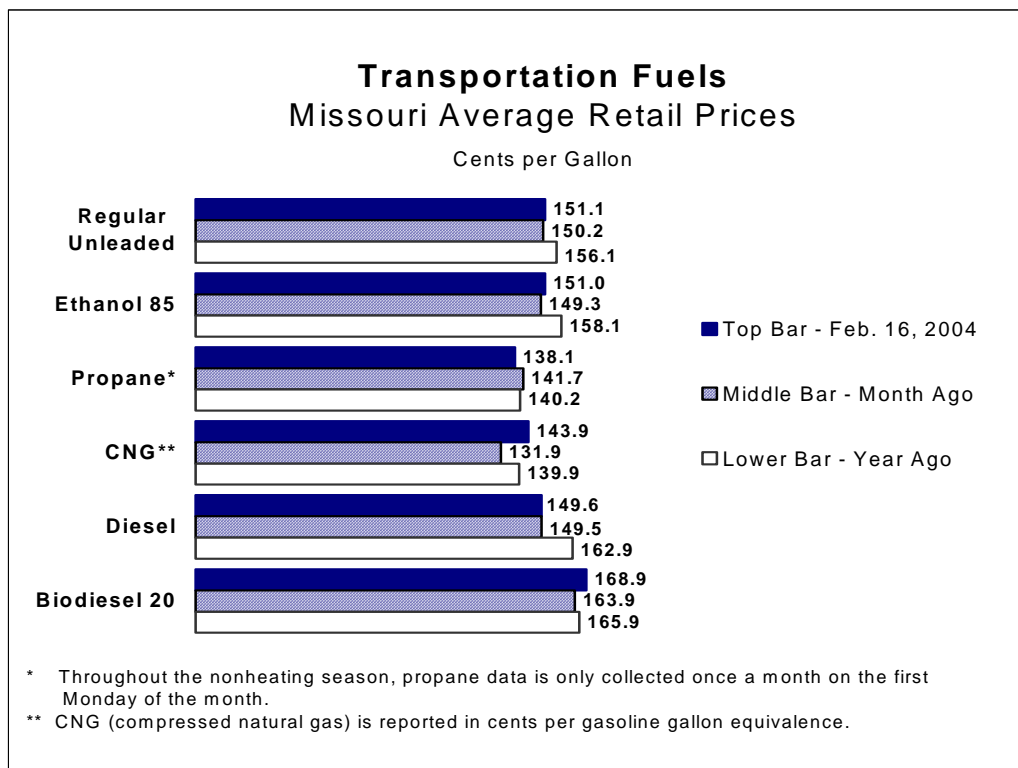 Transportation Fuels
Missouri Average Retail Prices
Cents per Gallon
Regular
Unleaded
151.1
150.2
156.1
Ethanol 85
151.0
149.3
158.1
Propane*
138.1
141.7
140.2
CNG**
143.9
131.9
139.9
Diesel
149.6
149.5
162.9
Biodiesel 20
168.9
163.9
165.9
Top Bar - Feb. 16, 2004
Middle Bar - Month Ago
Lower Bar - Year Ago
* Throughout the nonheating season, propane data is only collected once a month on the first
Monday of the month.
** CNG (compressed natural gas) is reported in cents per gasoline gallon equivalence.